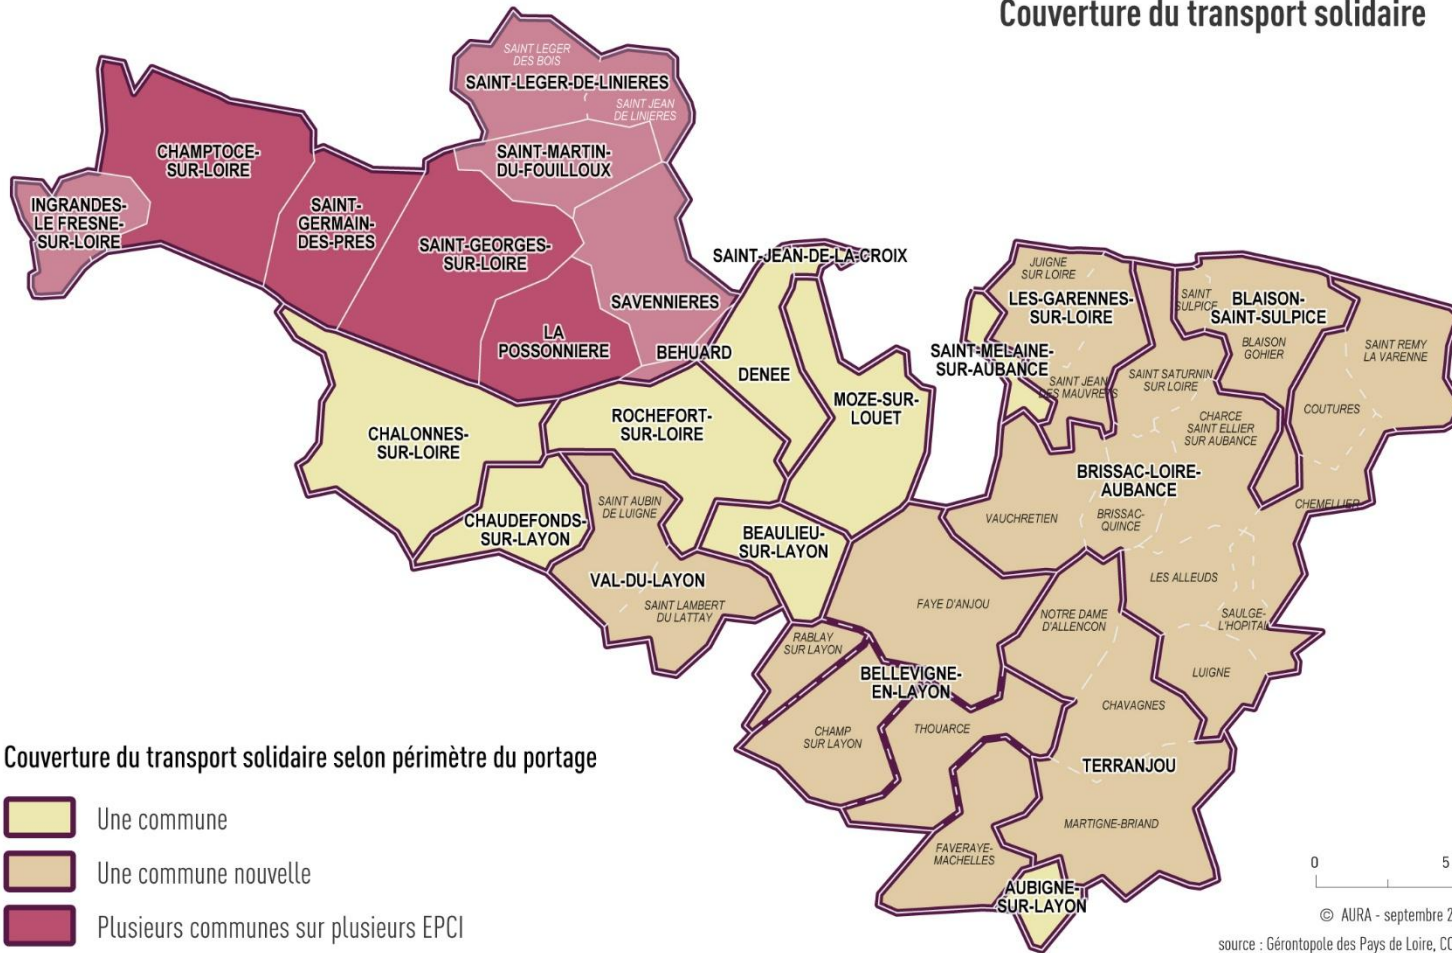 Couverture du transport solidaire
SAINT LEGER
DES BOIS
SAINT-LEGER-DE-LINIERES
SAINT JEAN
DE LINIERES
CHAMPTOCE-
SUR-LOIRE
SAINT-MARTIN-
DU-FOUILLOUX
INGRANDES-
LE FRESNE-
SUR-LOIRE
SAINT-
GERMAIN-
DES-PRES
SAINT-GEORGES-
SUR-LOIRE
SAINT-JEAN-DE-LA-CROIX
SAVENNIERES
LA
POSSONNIERE
BEHUARD
DENEE
JUIGNE
SUR LOIRE
LES-GARENNES-
SUR-LOIRE
SAINT
SULPICE
BLAISON-
SAINT-SULPICE
BLAISON
GOHIER
SAINT REMY
LA VARENNE
SAINT-MELAINE-
SUR-AUBANCE
SAINT JEAN
DES MAUVRETS
SAINT SATURNIN
SUR LOIRE
MOZE-SUR-
LOUET
COUTURES
CHARCE
SAINT ELLIER
SUR AUBANCE
ROCHEFORT-
SUR-LOIRE
CHALONNES-
SUR-LOIRE
BRISSAC-LOIRE-
AUBANCE
CHEMELLIER
SAINT AUBIN
DE LUIGNE
VAUCHRETIEN
BRISSAC-
QUINCE
CHAUDEFONDS-
SUR-LAYON
BEAULIEU-
SUR-LAYON
VAL-DU-LAYON
LES ALLEUDS
SAINT LAMBERT
DU LATTAY
FAYE D'ANJOU
NOTRE DAME
D'ALLENCON
SAULGE-
L'HOPITAL
RABLAY
SUR LAYON
LUIGNE
BELLEVIGNE-
EN-LAYON
CHAVAGNES
CHAMP
SUR LAYON
THOUARCE
TERRANJOU
MARTIGNE-BRIAND
FAVERAYE-
MACHELLES
AUBIGNE-
SUR-LAYON
Couverture du transport solidaire selon périmètre du portage
Une commune
Une commune nouvelle
Plusieurs communes sur plusieurs EPCI
0 5
© AURA - septembre 2
source : Gérontopole des Pays de Loire, CC